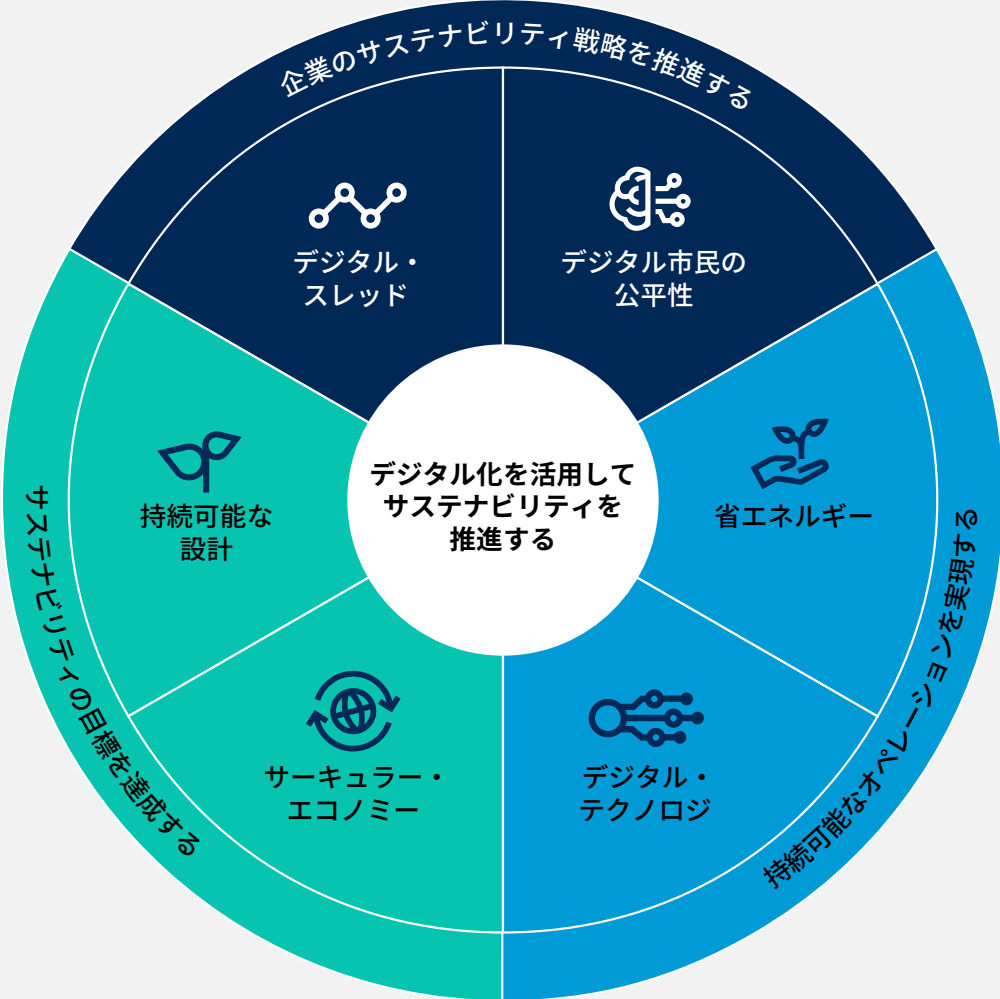 企業のサステナビリティ戦略を推進する
デジタル・
スレッド
デジタル市民の
公平性
持続可能な
設計
デジタル化を活用して
サステナビリティを
推進する
省エネルギー
サーキュラー・
エコノミー
デジタル・
テクノロジ
サステナビリティの目標を達成する
持続可能なオペレーションを実現する